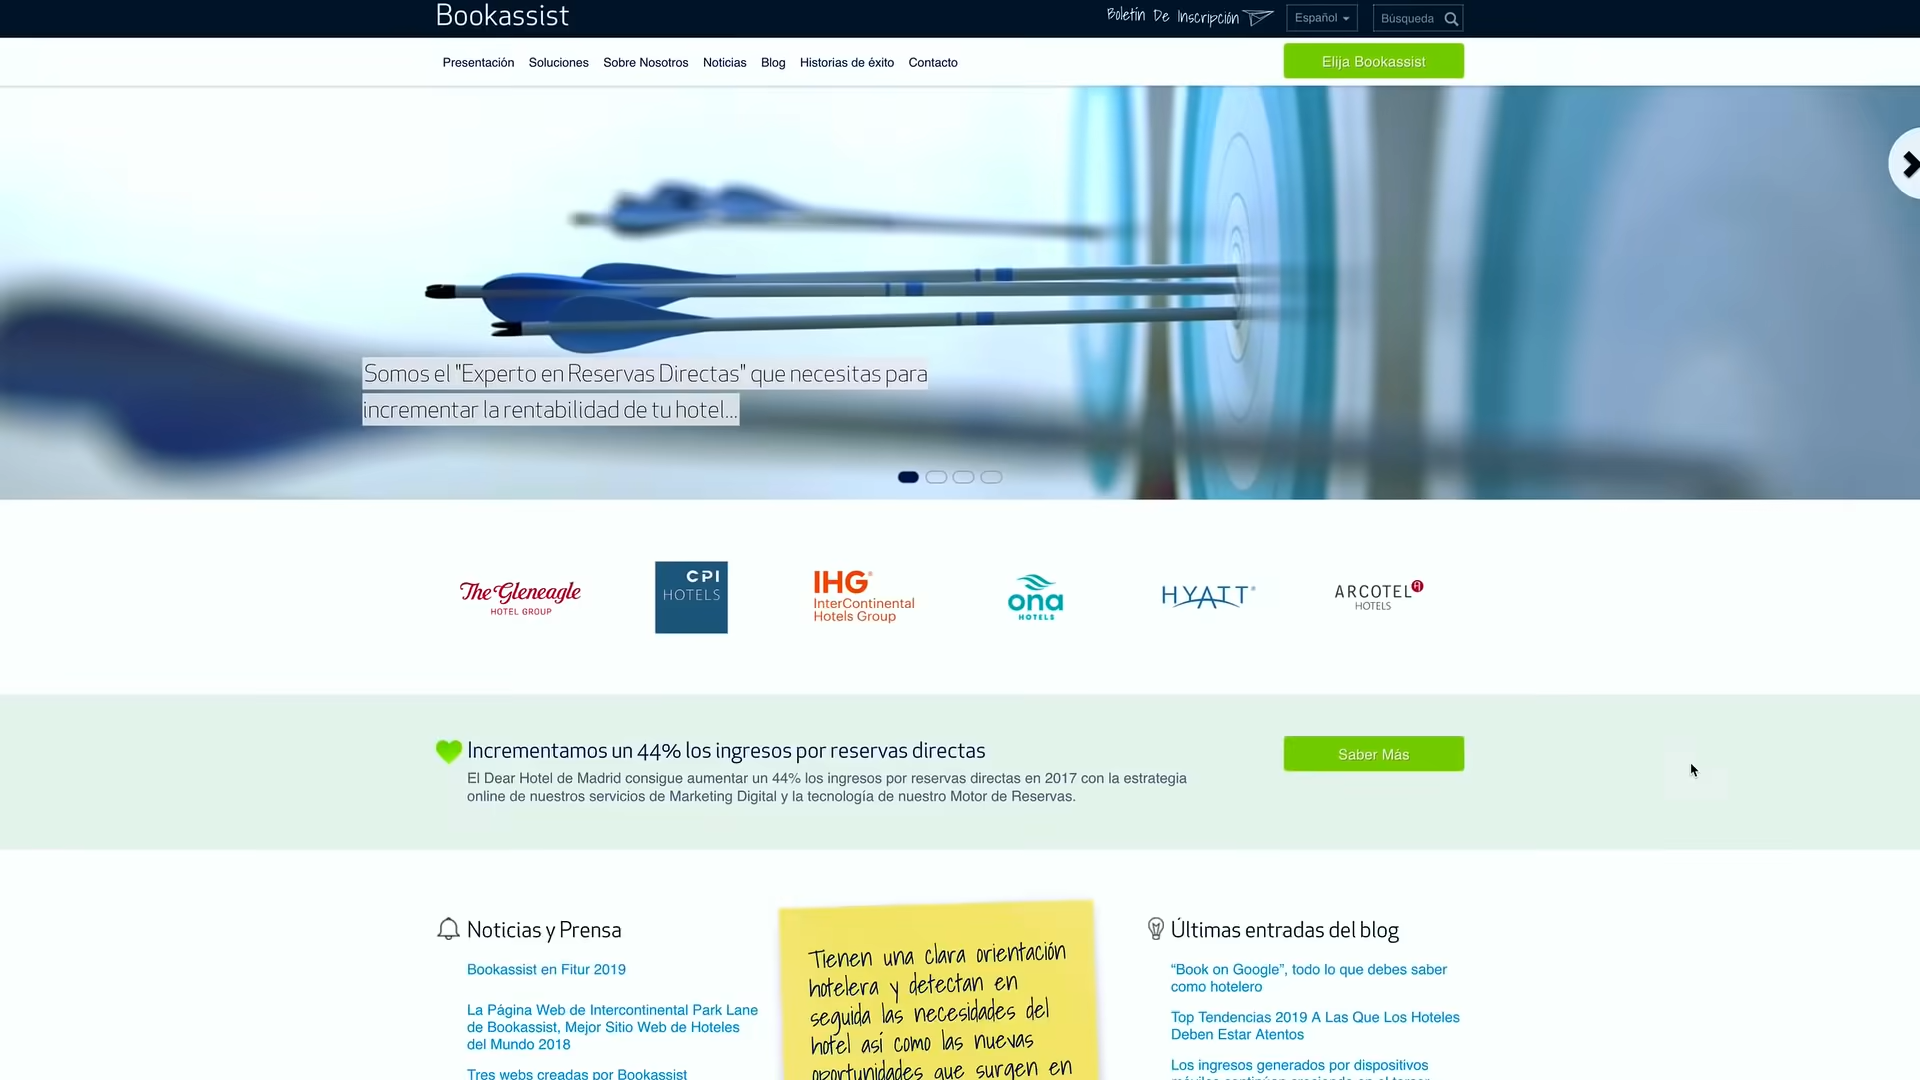 Bookassist
Boletín De Inscripción
Español
Búsqueda
Presentación Soluciones Sobre Nosotros Noticias Blog Historias de éxito Contacto
Elija Bookassist
Somos el "Experto en Reservas Directas" que necesitas para
incrementar la rentabilidad de tu hotel...
The Gleneagle
HOTEL GROUP
CPI
HOTELS
IHG®
InterContinental
Hotels Group
ona
HOTELS
HYATT®
ARCOTEL
HOTELS
Incrementamos un 44% los ingresos por reservas directas
El Dear Hotel de Madrid consigue aumentar un 44% los ingresos por reservas directas en 2017 con la estrategia
online de nuestros servicios de Marketing Digital y la tecnología de nuestro Motor de Reservas.
Saber Más
Noticias y Prensa
Bookassist en Fitur 2019
La Página Web de Intercontinental Park Lane
de Bookassist, Mejor Sitio Web de Hoteles
del Mundo 2018
Tres webs creadas por Bookassist
Tienen una clara orientación
hotelera y detectan en
seguida las necesidades del
hotel así como las nuevas
oportunidades que surgen en
Últimas entradas del blog
“Book on Google”, todo lo que debes saber
como hotelero
Top Tendencias 2019 A Las Que Los Hoteles
Deben Estar Atentos
Los ingresos generados por dispositivos